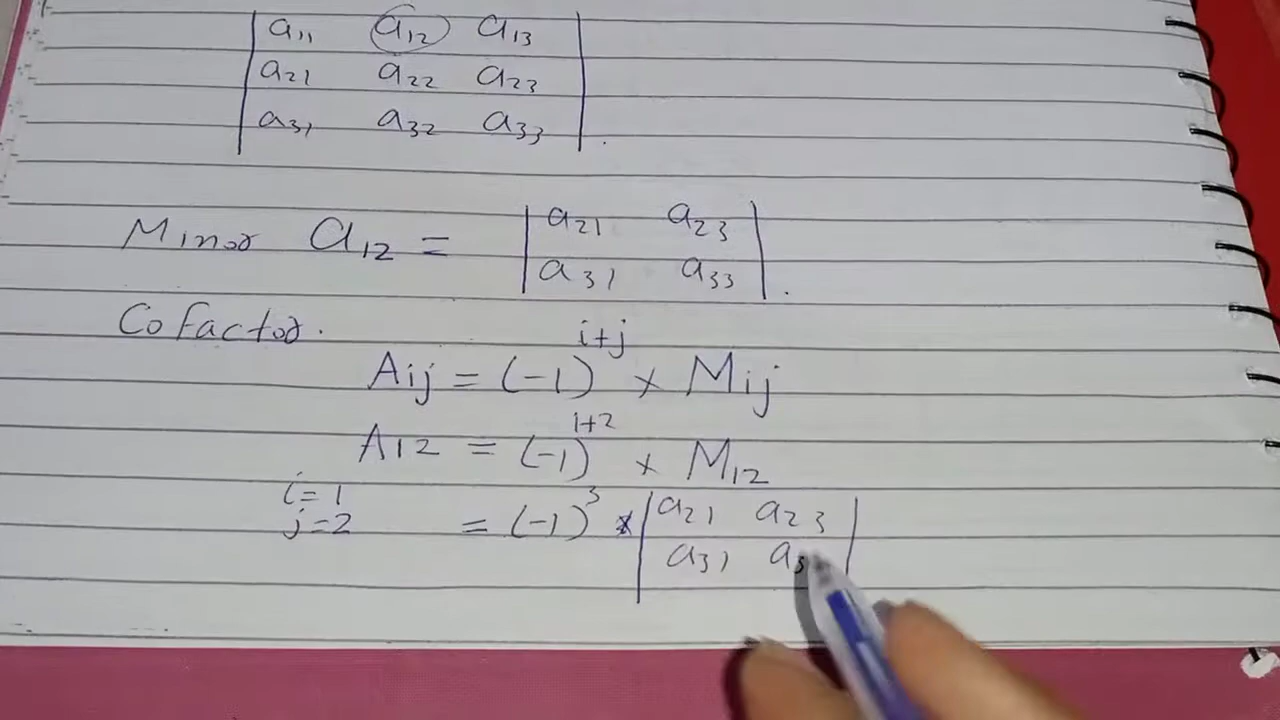 a11 a12 a13
a21 a22 a23
a31 a32 a33 .
Minor a12 = | a21 a23 |
| a31 a33 | .
Cofactor.
Aij = (-1)^i+j × Mij
A12 = (-1)^1+2 × M12
i=1
j=2 = (-1)^3 × | a21 a23 |
| a31 a3